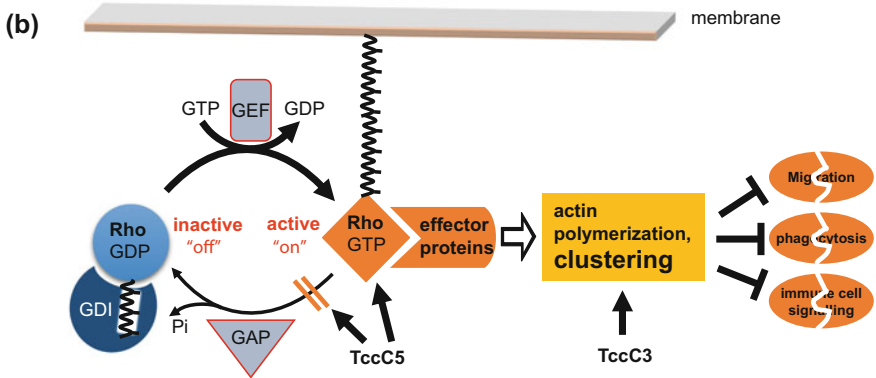 (b)
membrane
GTP
GEF
GDP
Rho
GDP
inactive
"off"
active
"on"
Rho
GTP
effector
proteins
actin
polymerization,
clustering
Migration
phagocytosis
immune cell
signalling
GDI
Pi
GAP
TccC5
TccC3